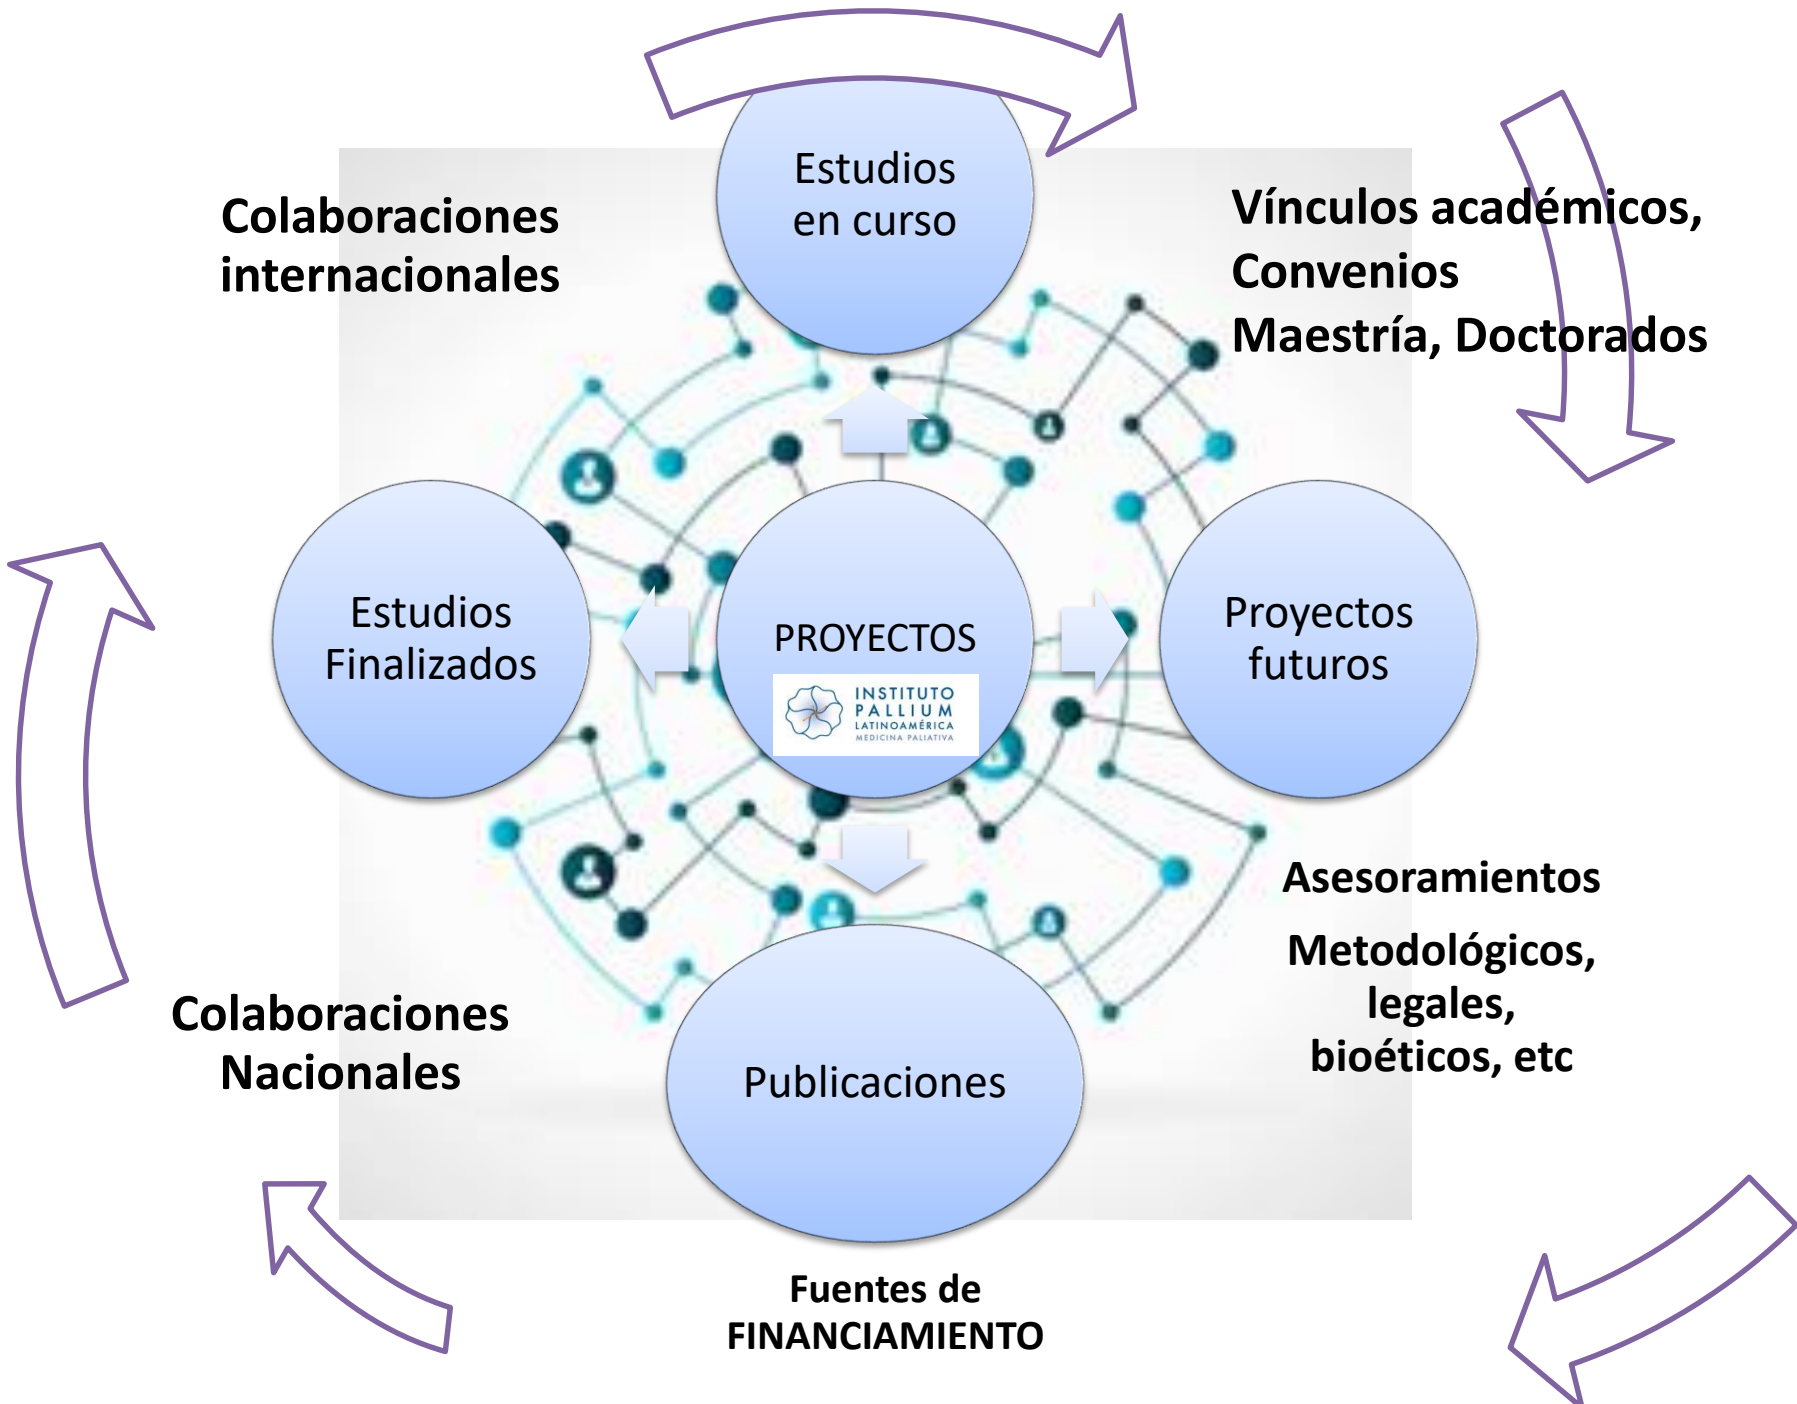 Estudios
en curso
Colaboraciones
internacionales
Vínculos académicos,
Convenios
Maestría, Doctorados
Estudios
Finalizados
PROYECTOS
INSTITUTO
PALLIUM
LATINOAMÉRICA
MEDICINA PALIATIVA
Proyectos
futuros
Asesoramientos
Metodológicos,
legales,
bioéticos, etc
Colaboraciones
Nacionales
Publicaciones
Fuentes de
FINANCIAMIENTO